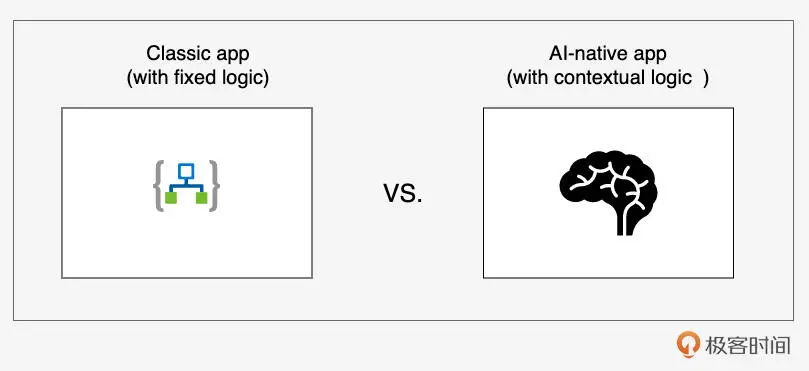 Classic app
(with fixed logic)
AI-native app
(with contextual logic  )
{ }
vs.
极客时间